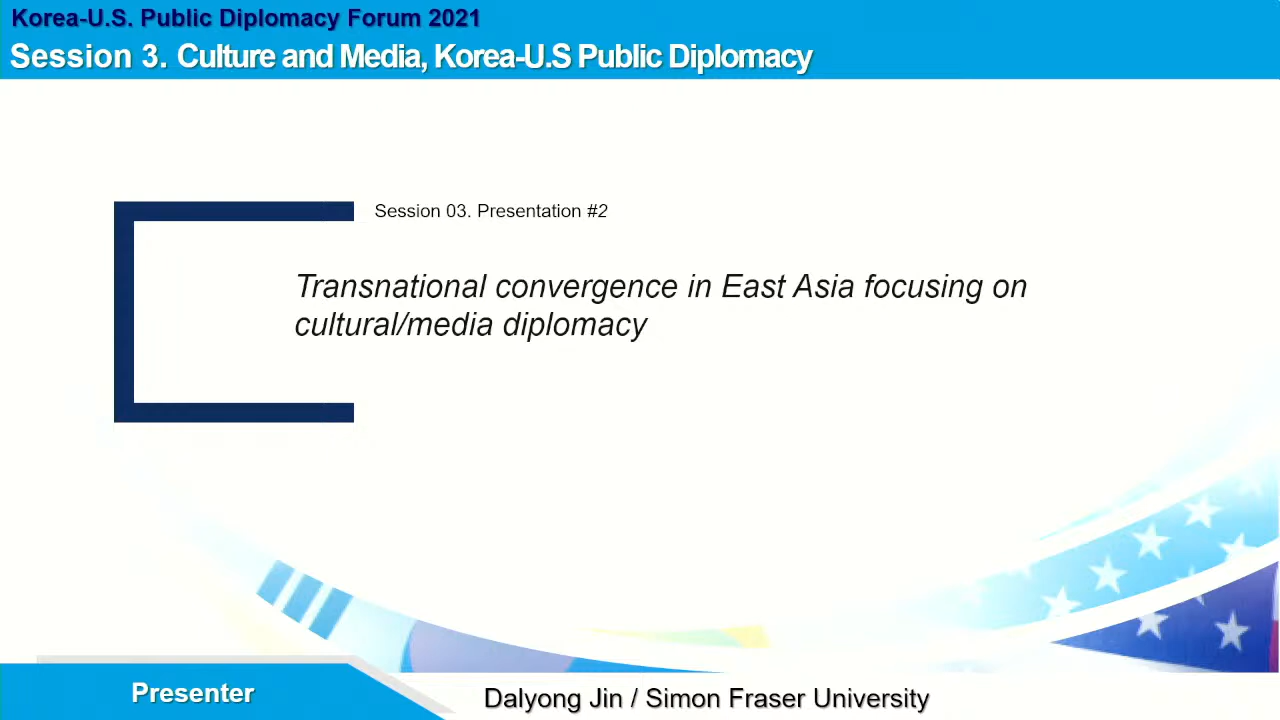 Korea-U.S. Public Diplomacy Forum 2021
Session 3. Culture and Media, Korea-U.S Public Diplomacy
Session 03. Presentation #2
Transnational convergence in East Asia focusing on
cultural/media diplomacy
Presenter
Dalyong Jin / Simon Fraser University